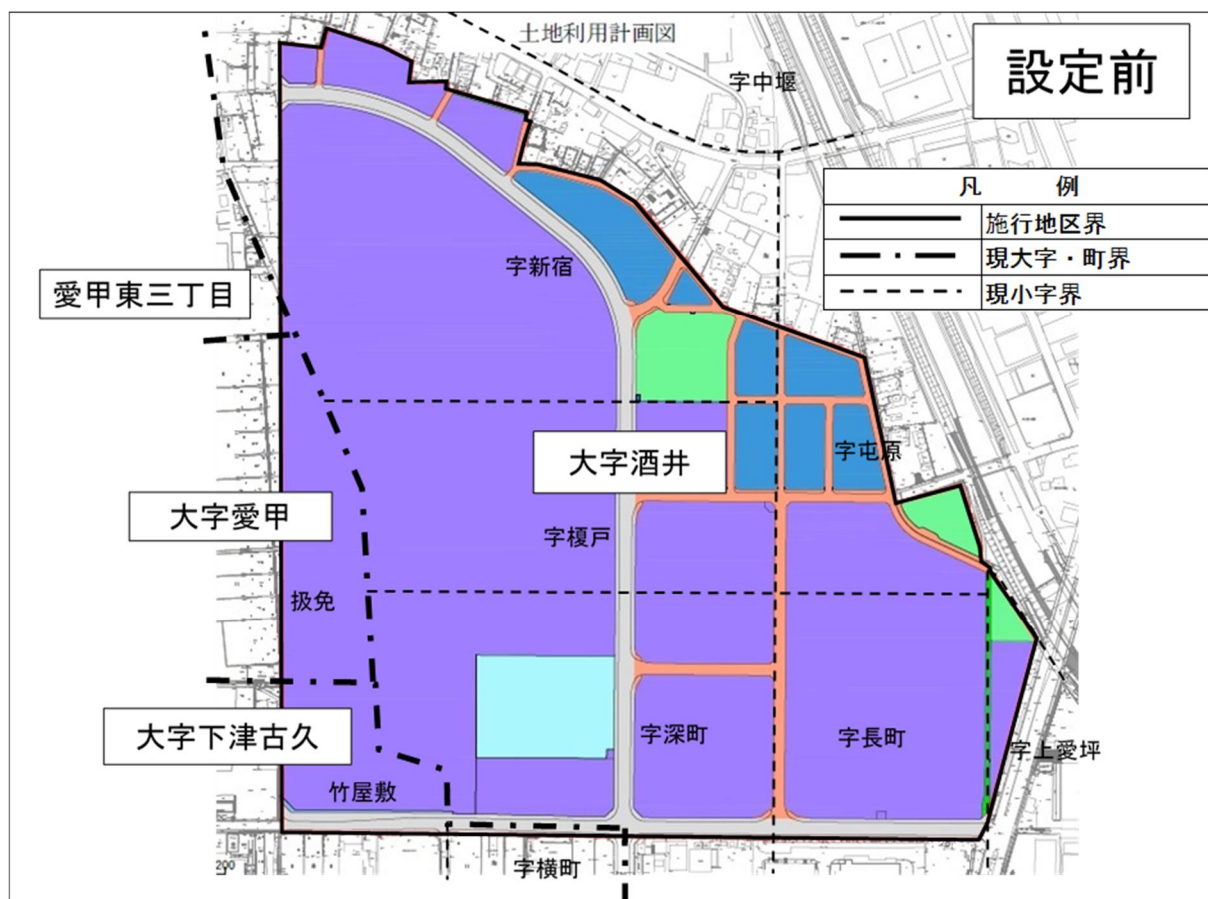 土地利用計画図
設定前
字中堰
凡 例
施行地区界
現大字・町界
現小字界
字新宿
愛甲東三丁目
大字酒井
字屯原
大字愛甲
字榎戸
扱免
大字下津古久
字深町
字長町
字上愛坪
竹屋敷
字横町
200